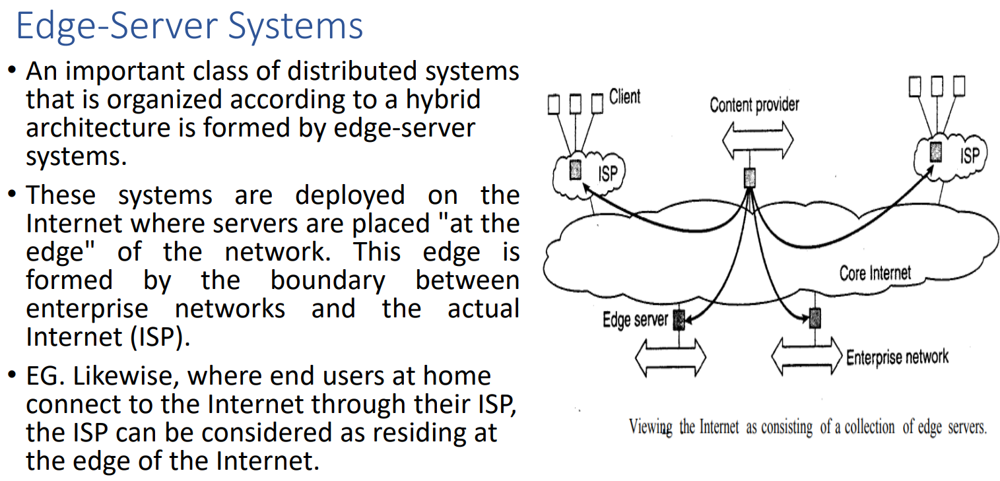 Edge-Server Systems
• An important class of distributed systems
that is organized according to a hybrid
architecture is formed by edge-server
systems.
• These systems are deployed on the
Internet where servers are placed "at the
edge" of the network. This edge is
formed by the boundary between
enterprise networks and the actual
Internet (ISP).
• EG. Likewise, where end users at home
connect to the Internet through their ISP,
the ISP can be considered as residing at
the edge of the Internet.
Client
Content provider
ISP
ISP
Core Internet
Edge server
Enterprise network
Viewing the Internet as consisting of a collection of edge servers.